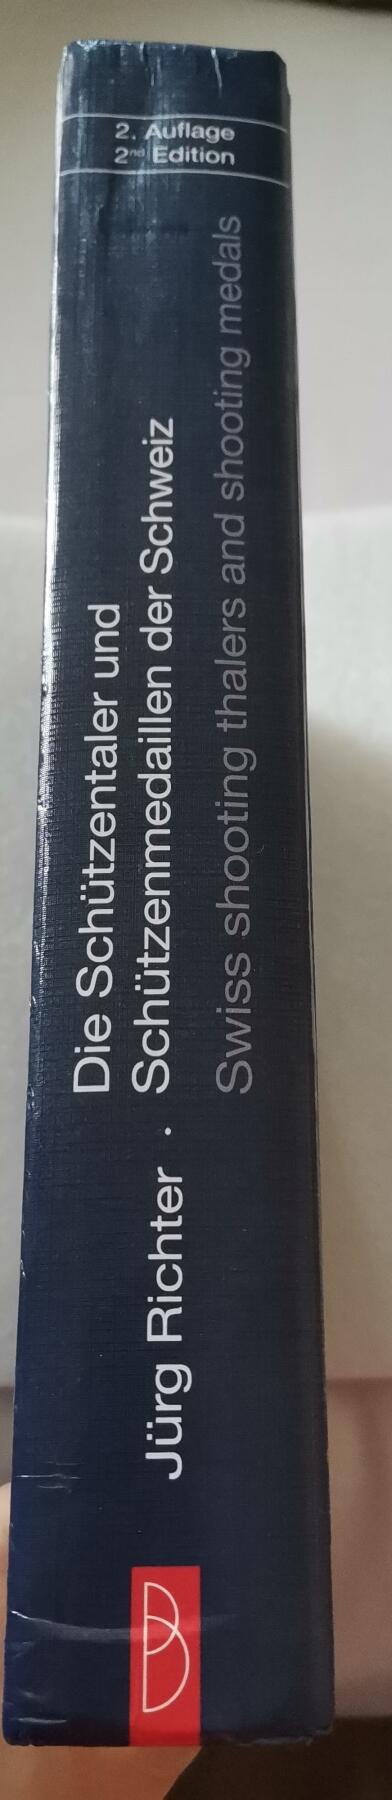 2. Auflage
2nd Edition
Jürg Richter · Die Schützentaler und
Schützenmedaillen der Schweiz
Swiss shooting thalers and shooting medals